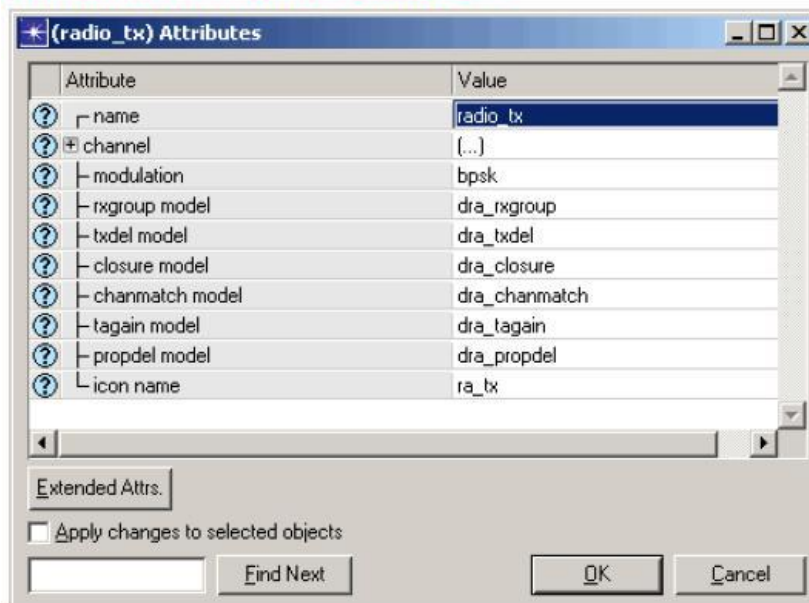 (radio_tx) Attributes
Attribute Value
name radio_tx
channel (...)
modulation bpsk
rxgroup model dra_rxgroup
txdel model dra_txdel
closure model dra_closure
chanmatch model dra_chanmatch
tagain model dra_tagain
propdel model dra_propdel
icon name ra_tx
Extended Attrs.
Apply changes to selected objects
Find Next OK Cancel